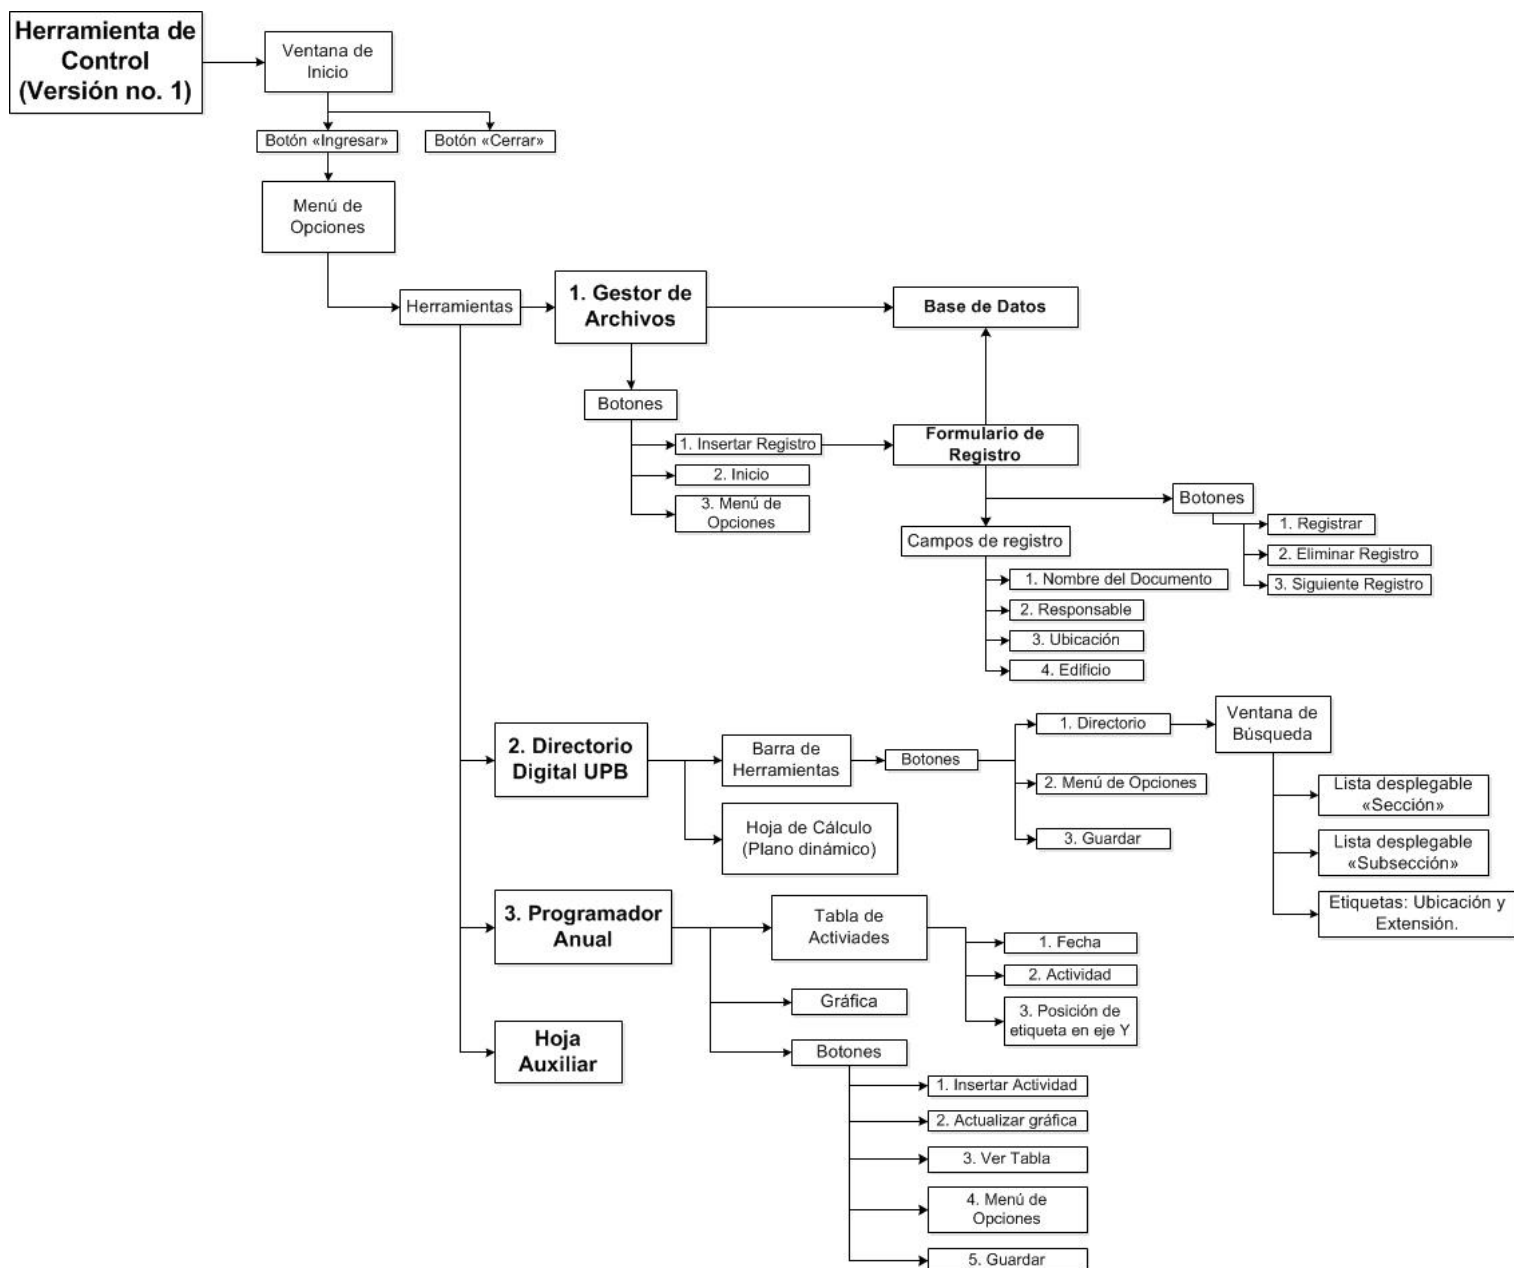 Herramienta de
Control
(Versión no. 1)
Ventana de
Inicio
Botón «Ingresar»
Botón «Cerrar»
Menú de
Opciones
Herramientas
1. Gestor de
Archivos
Base de Datos
Botones
1. Insertar Registro
2. Inicio
3. Menú de
Opciones
Formulario de
Registro
Botones
1. Registrar
2. Eliminar Registro
3. Siguiente Registro
Campos de registro
1. Nombre del Documento
2. Responsable
3. Ubicación
4. Edificio
2. Directorio
Digital UPB
Barra de
Herramientas
Botones
1. Directorio
2. Menú de Opciones
3. Guardar
Ventana de
Búsqueda
Lista desplegable
«Sección»
Lista desplegable
«Subsección»
Etiquetas: Ubicación y
Extensión.
Hoja de Cálculo
(Plano dinámico)
3. Programador
Anual
Tabla de
Activiades
1. Fecha
2. Actividad
3. Posición de
etiqueta en eje Y
Gráfica
Botones
1. Insertar Actividad
2. Actualizar gráfica
3. Ver Tabla
4. Menú de
Opciones
5. Guardar
Hoja
Auxiliar